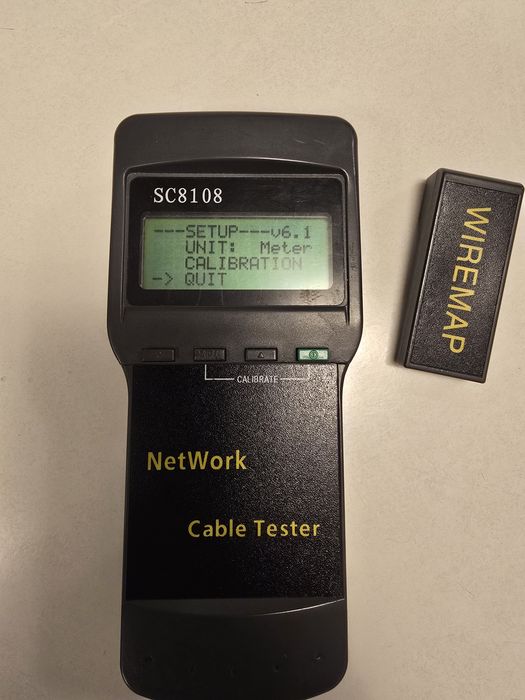 SC8108
---SETUP---v6.1
UNIT: Meter
CALIBRATION
-> QUIT
CALIBRATE
NetWork
Cable Tester
WIREMAP